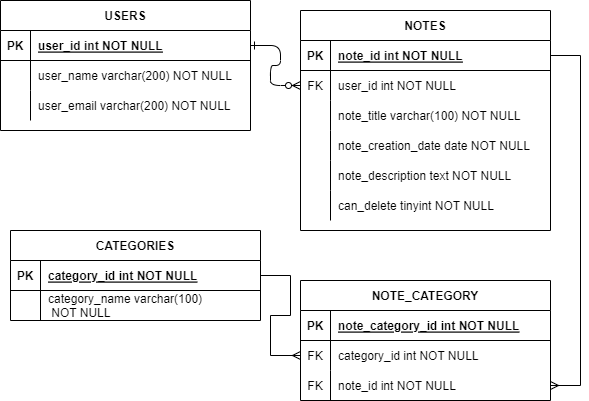 USERS
PK user_id int NOT NULL
user_name varchar(200) NOT NULL
user_email varchar(200) NOT NULL
NOTES
PK note_id int NOT NULL
FK user_id int NOT NULL
note_title varchar(100) NOT NULL
note_creation_date date NOT NULL
note_description text NOT NULL
can_delete tinyint NOT NULL
CATEGORIES
PK category_id int NOT NULL
category_name varchar(100)
NOT NULL
NOTE_CATEGORY
PK note_category_id int NOT NULL
FK category_id int NOT NULL
FK note_id int NOT NULL